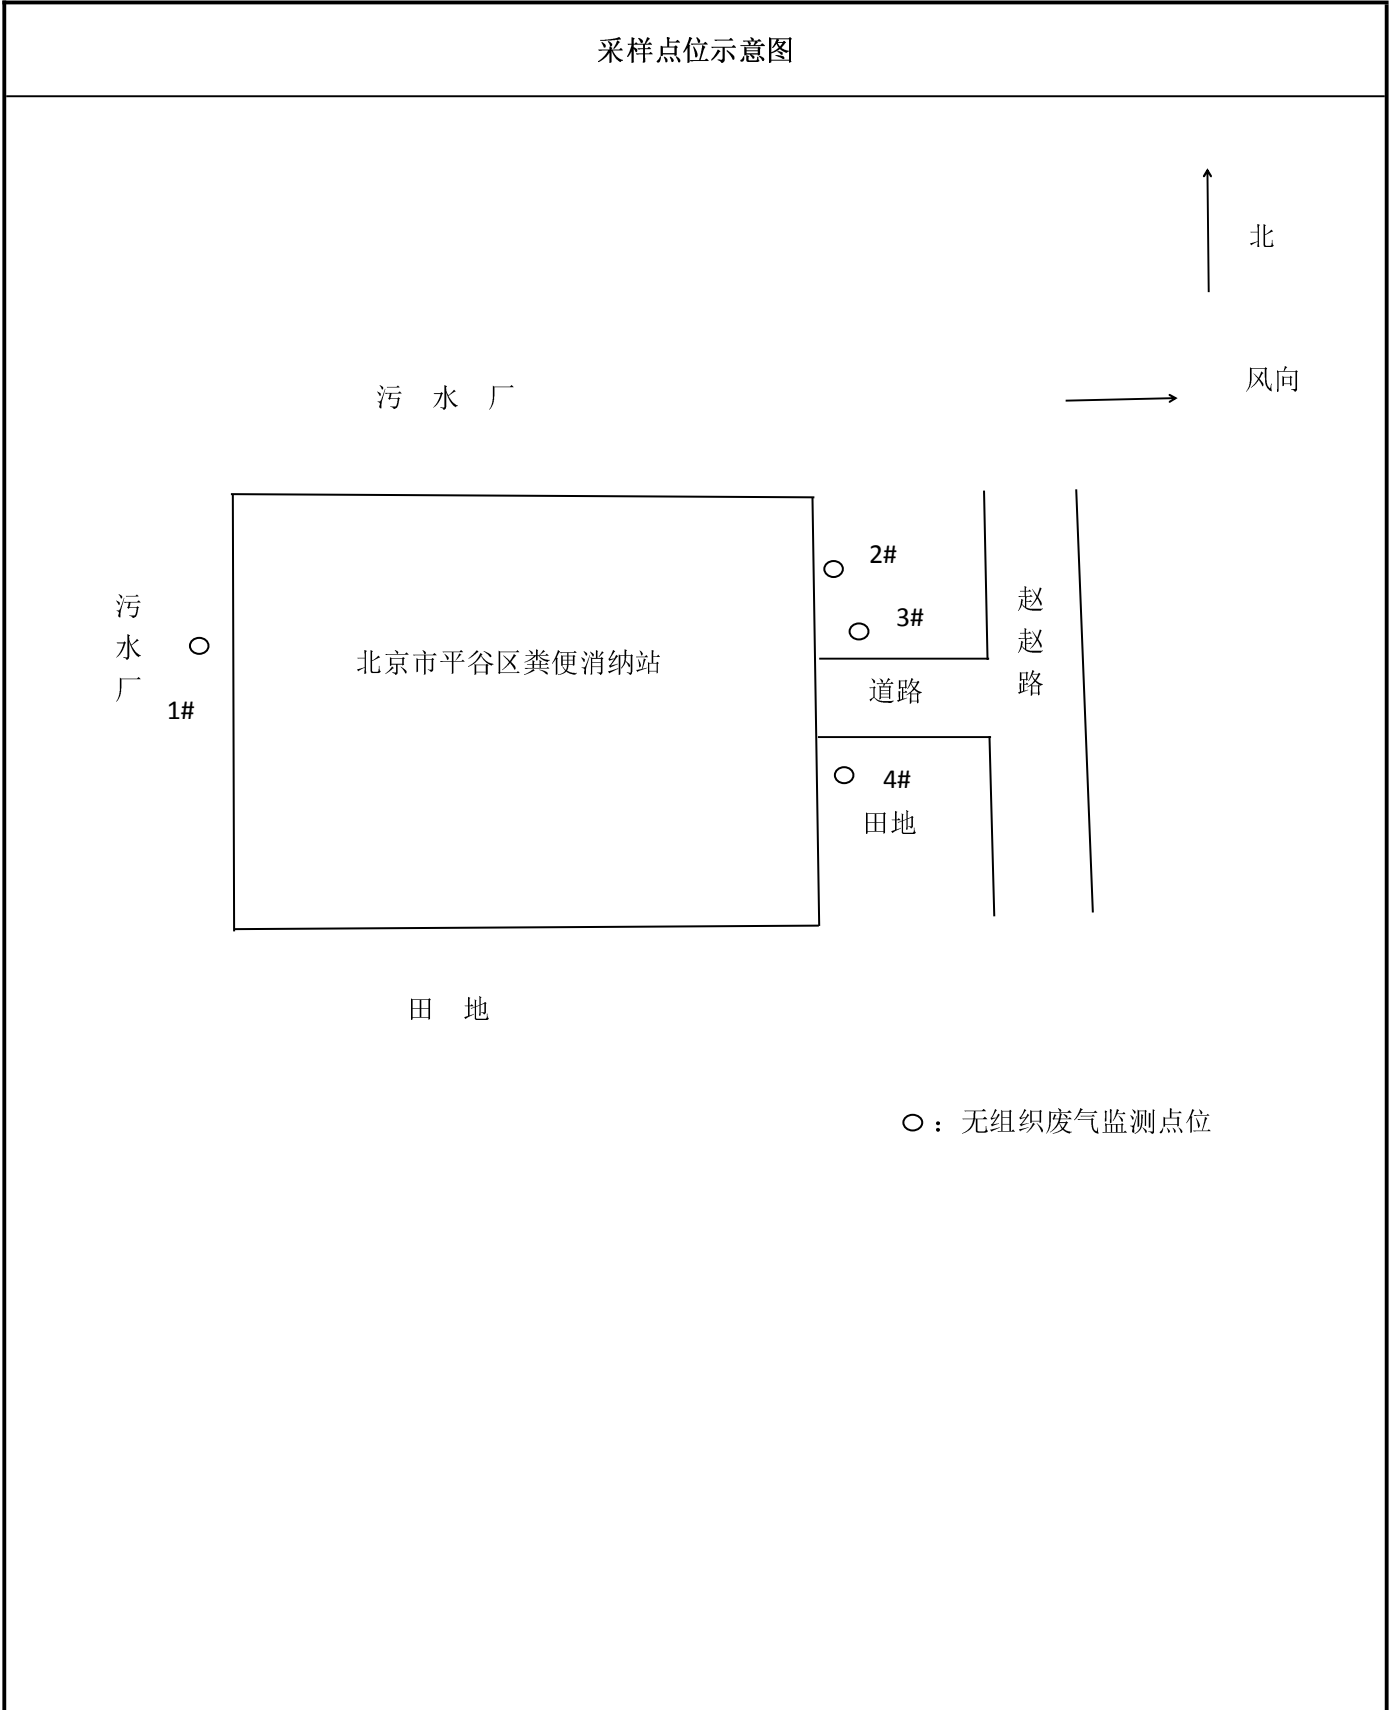 采样点位示意图
北
风向
污 水 厂
2#
3#
污水厂
赵赵路
北京市平谷区粪便消纳站
道路
1#
4#
田地
田 地
：无组织废气监测点位